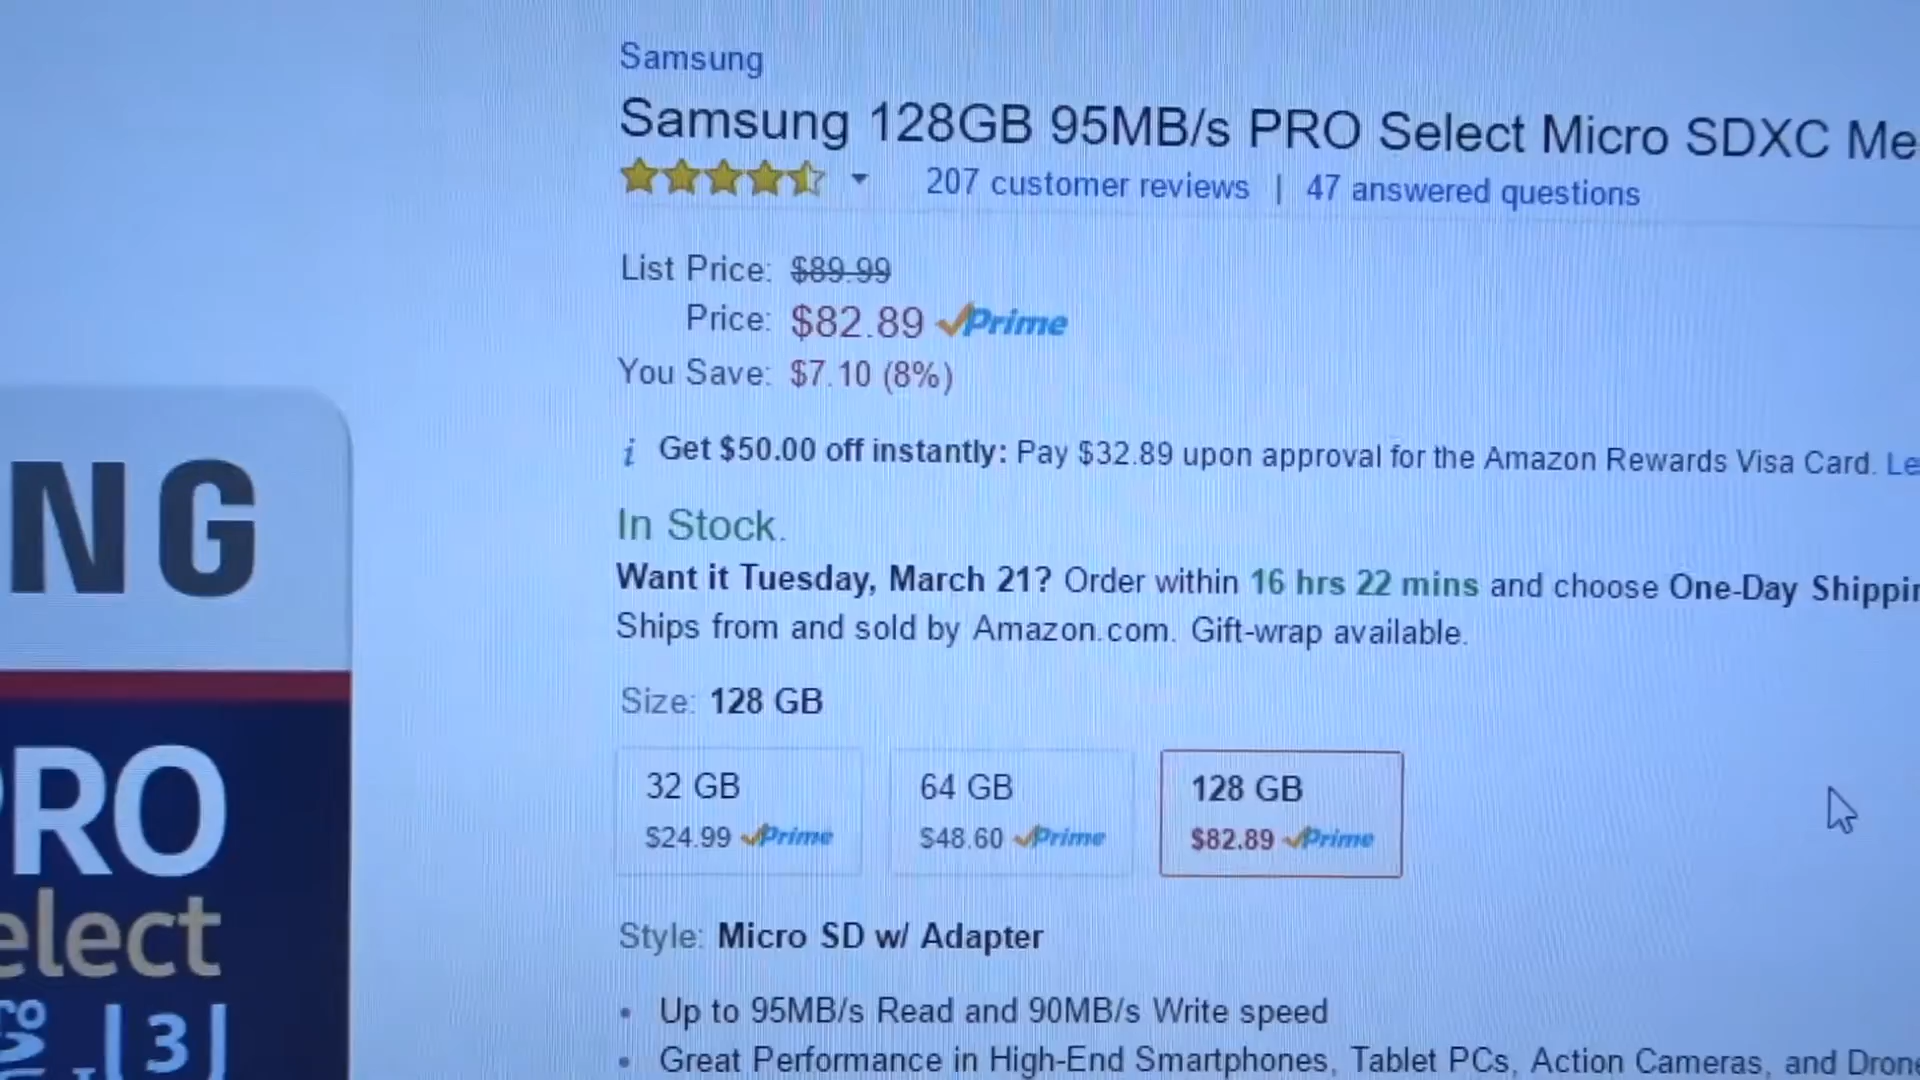 Samsung
Samsung 128GB 95MB/s PRO Select Micro SDXC Me
207 customer reviews | 47 answered questions
List Price: $89.99
Price: $82.89 Prime
You Save: $7.10 (8%)
i Get $50.00 off instantly: Pay $32.89 upon approval for the Amazon Rewards Visa Card. Le
In Stock.
Want it Tuesday, March 21? Order within 16 hrs 22 mins and choose One-Day Shippin
Ships from and sold by Amazon.com. Gift-wrap available.
Size: 128 GB
32 GB
$24.99 Prime
64 GB
$48.60 Prime
128 GB
$82.89 Prime
Style: Micro SD w/ Adapter
• Up to 95MB/s Read and 90MB/s Write speed
• Great Performance in High-End Smartphones, Tablet PCs, Action Cameras, and Drone
NG
RO
elect
3